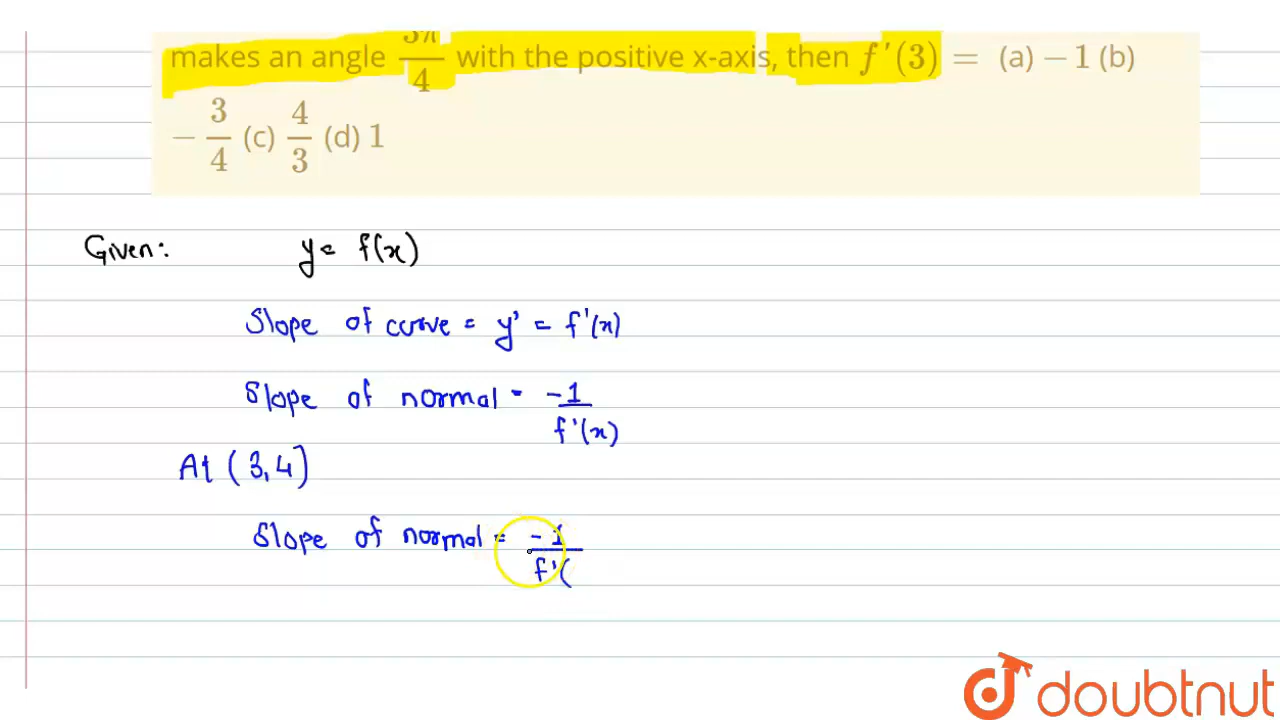 makes an angle 3π/4 with the positive x-axis, then f′(3) = (a) −1 (b)
−3/4 (c) 4/3 (d) 1
Given: y = f(x)
Slope of curve = y' = f'(x)
Slope of normal = -1/f'(x)
At (3,4)
Slope of normal = -1/f'(
doubtnut